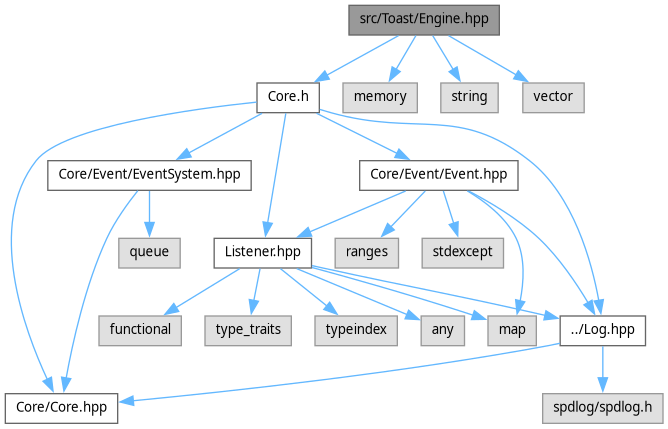 src/Toast/Engine.hpp
Core.h
memory
string
vector
Core/Event/EventSystem.hpp
Core/Event/Event.hpp
queue
Listener.hpp
ranges
stdexcept
functional
type_traits
typeindex
any
map
../Log.hpp
Core/Core.hpp
spdlog/spdlog.h